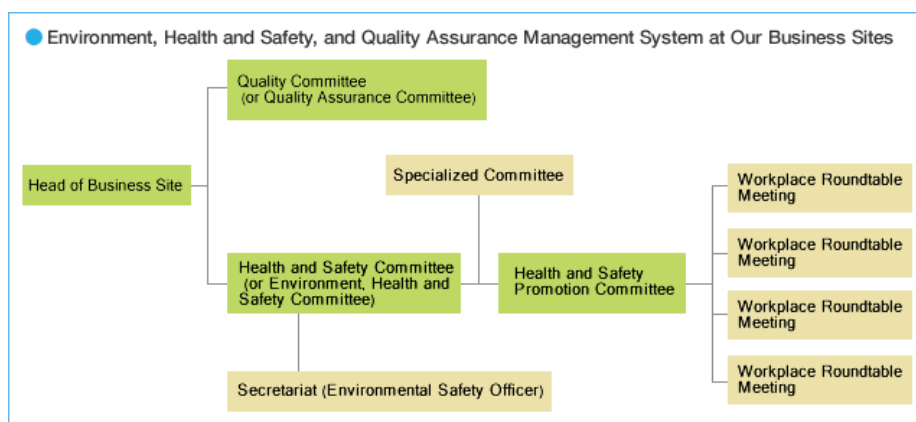 Environment, Health and Safety, and Quality Assurance Management System at Our Business Sites
Quality Committee
(or Quality Assurance Committee)
Head of Business Site
Specialized Committee
Health and Safety Committee
(or Environment, Health and
Safety Committee)
Health and Safety
Promotion Committee
Workplace Roundtable
Meeting
Workplace Roundtable
Meeting
Workplace Roundtable
Meeting
Workplace Roundtable
Meeting
Secretariat (Environmental Safety Officer)